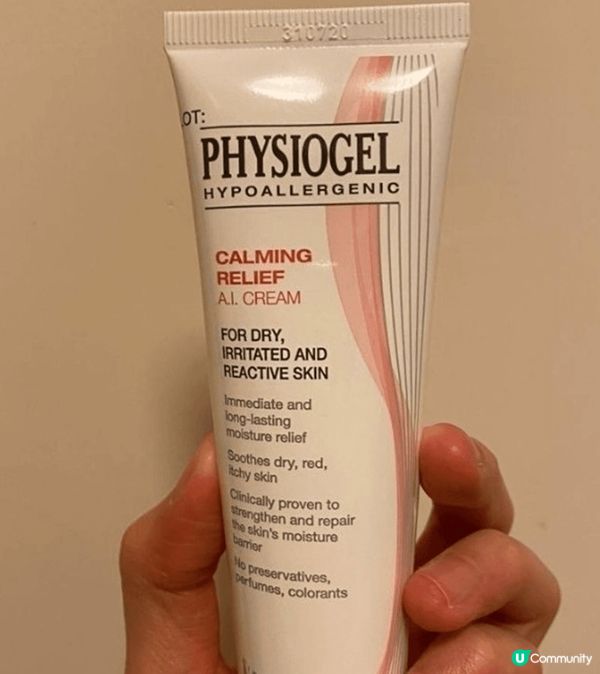 310720
OT:
PHYSIOGEL
HYPOALLERGENIC
CALMING
RELIEF
A.I. CREAM
FOR DRY,
IRRITATED AND
REACTIVE SKIN
Immediate and
long-lasting
moisture relief
Soothes dry, red,
itchy skin
Clinically proven to
strengthen and repair
the skin's moisture
barrier
No preservatives,
perfumes, colorants
U Community